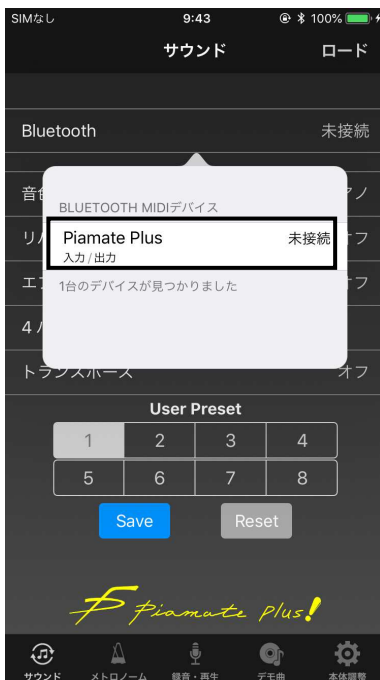 SIMなし 9:43 100%
サウンド ロード
Bluetooth 未接続
BLUETOOTH MIDIデバイス
Piamate Plus 未接続
入力 / 出力
1台のデバイスが見つかりました
トランスポーズ オフ
User Preset
1 2 3 4
5 6 7 8
Save Reset
Piamate Plus!
サウンド メトロノーム 録音・再生 デモ曲 本体調整